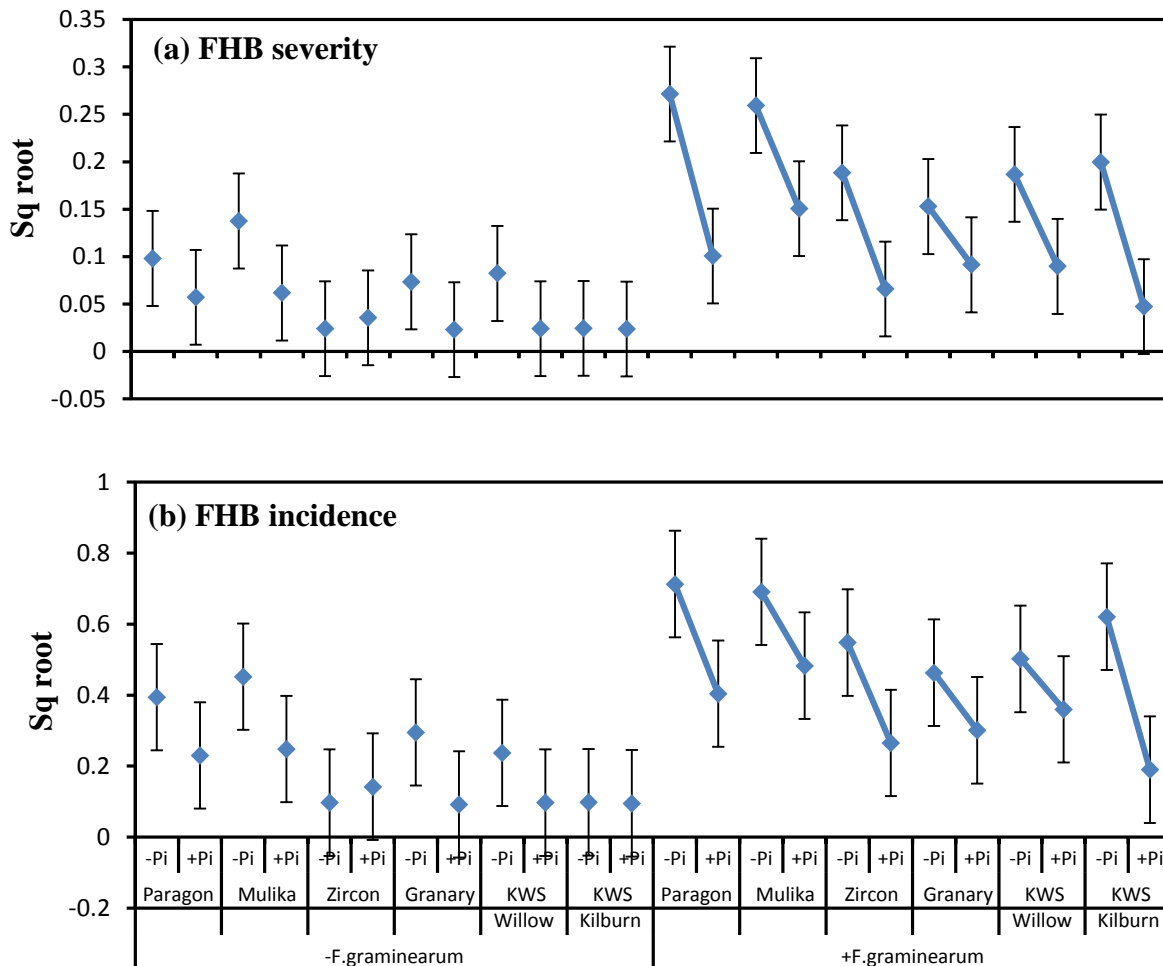 (a) FHB severity
Sq root
0.35
0.3
0.25
0.2
0.15
0.1
0.05
0
-0.05
(b) FHB incidence
Sq root
1
0.8
0.6
0.4
0.2
0
-0.2
-Pi +Pi -Pi +Pi -Pi +Pi -Pi +Pi -Pi +Pi -Pi +Pi -Pi +Pi -Pi +Pi -Pi +Pi -Pi +Pi -Pi +Pi -Pi +Pi
Paragon Mulika Zircon Granary KWS KWS Paragon Mulika Zircon Granary KWS KWS
Willow Kilburn Willow Kilburn
-F.graminearum +F.graminearum